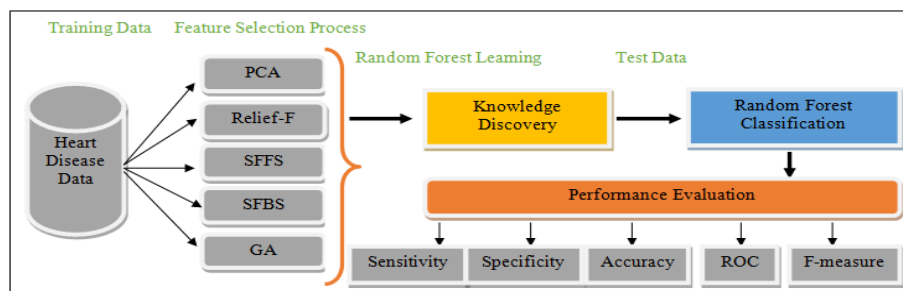 Training Data
Feature Selection Process
PCA
Random Forest Learning
Test Data
Relief-F
Knowledge
Discovery
Random Forest
Classification
Heart
Disease
Data
SFFS
SFBS
Performance Evaluation
GA
Sensitivity
Specificity
Accuracy
ROC
F-measure